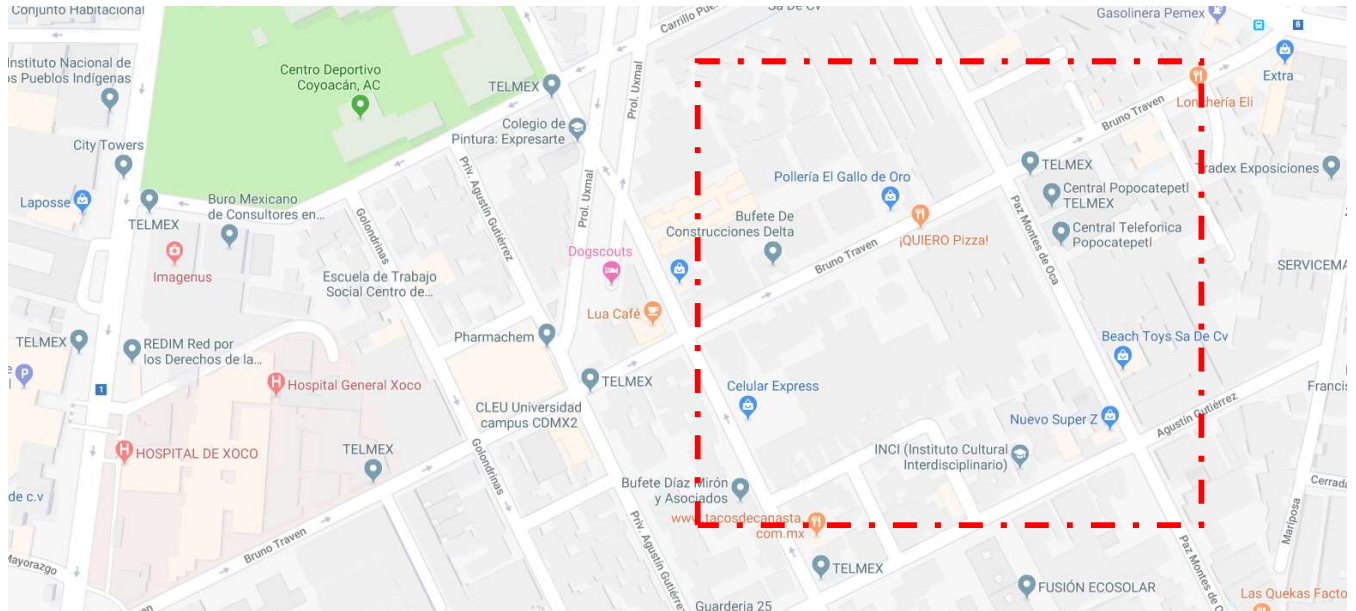 Conjunto Habitacional
Carrillo Pue
Sa De Cv
Gasolinera Pemex
8
Instituto Nacional de
os Pueblos Indígenas
Centro Deportivo
Coyoacán, AC
TELMEX
Prol. Uxmal
Extra
Lonchería Eli
Bruno Traven
Colegio de
Pintura: Expresarte
City Towers
Priv. Agustín Gutiérrez
TELMEX
Tradex Exposiciones
Pollería El Gallo de Oro
Central Popocatepetl
TELMEX
Laposse
TELMEX
Buro Mexicano
de Consultores en...
Golondrinas
Prol. Uxmal
Bufete De
Construcciones Delta
¡QUIERO Pizza!
Paz Montes de Oca
Central Telefonica
Popocatepetl
Imagenus
Escuela de Trabajo
Social Centro de...
Dogscouts
Bruno Traven
SERVICEMA
Lua Café
TELMEX
REDIM Red por
los Derechos de la...
Pharmachem
Beach Toys Sa De Cv
P
1
H
Hospital General Xoco
TELMEX
Celular Express
Francis
CLEU Universidad
campus CDMX2
Nuevo Super Z
Agustín Gutiérrez
H
HOSPITAL DE XOCO
TELMEX
Golondrinas
INCI (Instituto Cultural
Interdisciplinario)
Bufete Díaz Mirón
y Asociados
de c.v
www.tacosdecanasta.
com.mx
Cerrada
Mariposa
Bruno Traven
Priv. Agustín Gutiérrez
Mayorazgo
TELMEX
Paz Montes de O
FUSIÓN ECOSOLAR
Las Quekas Facto
Guarderia 25